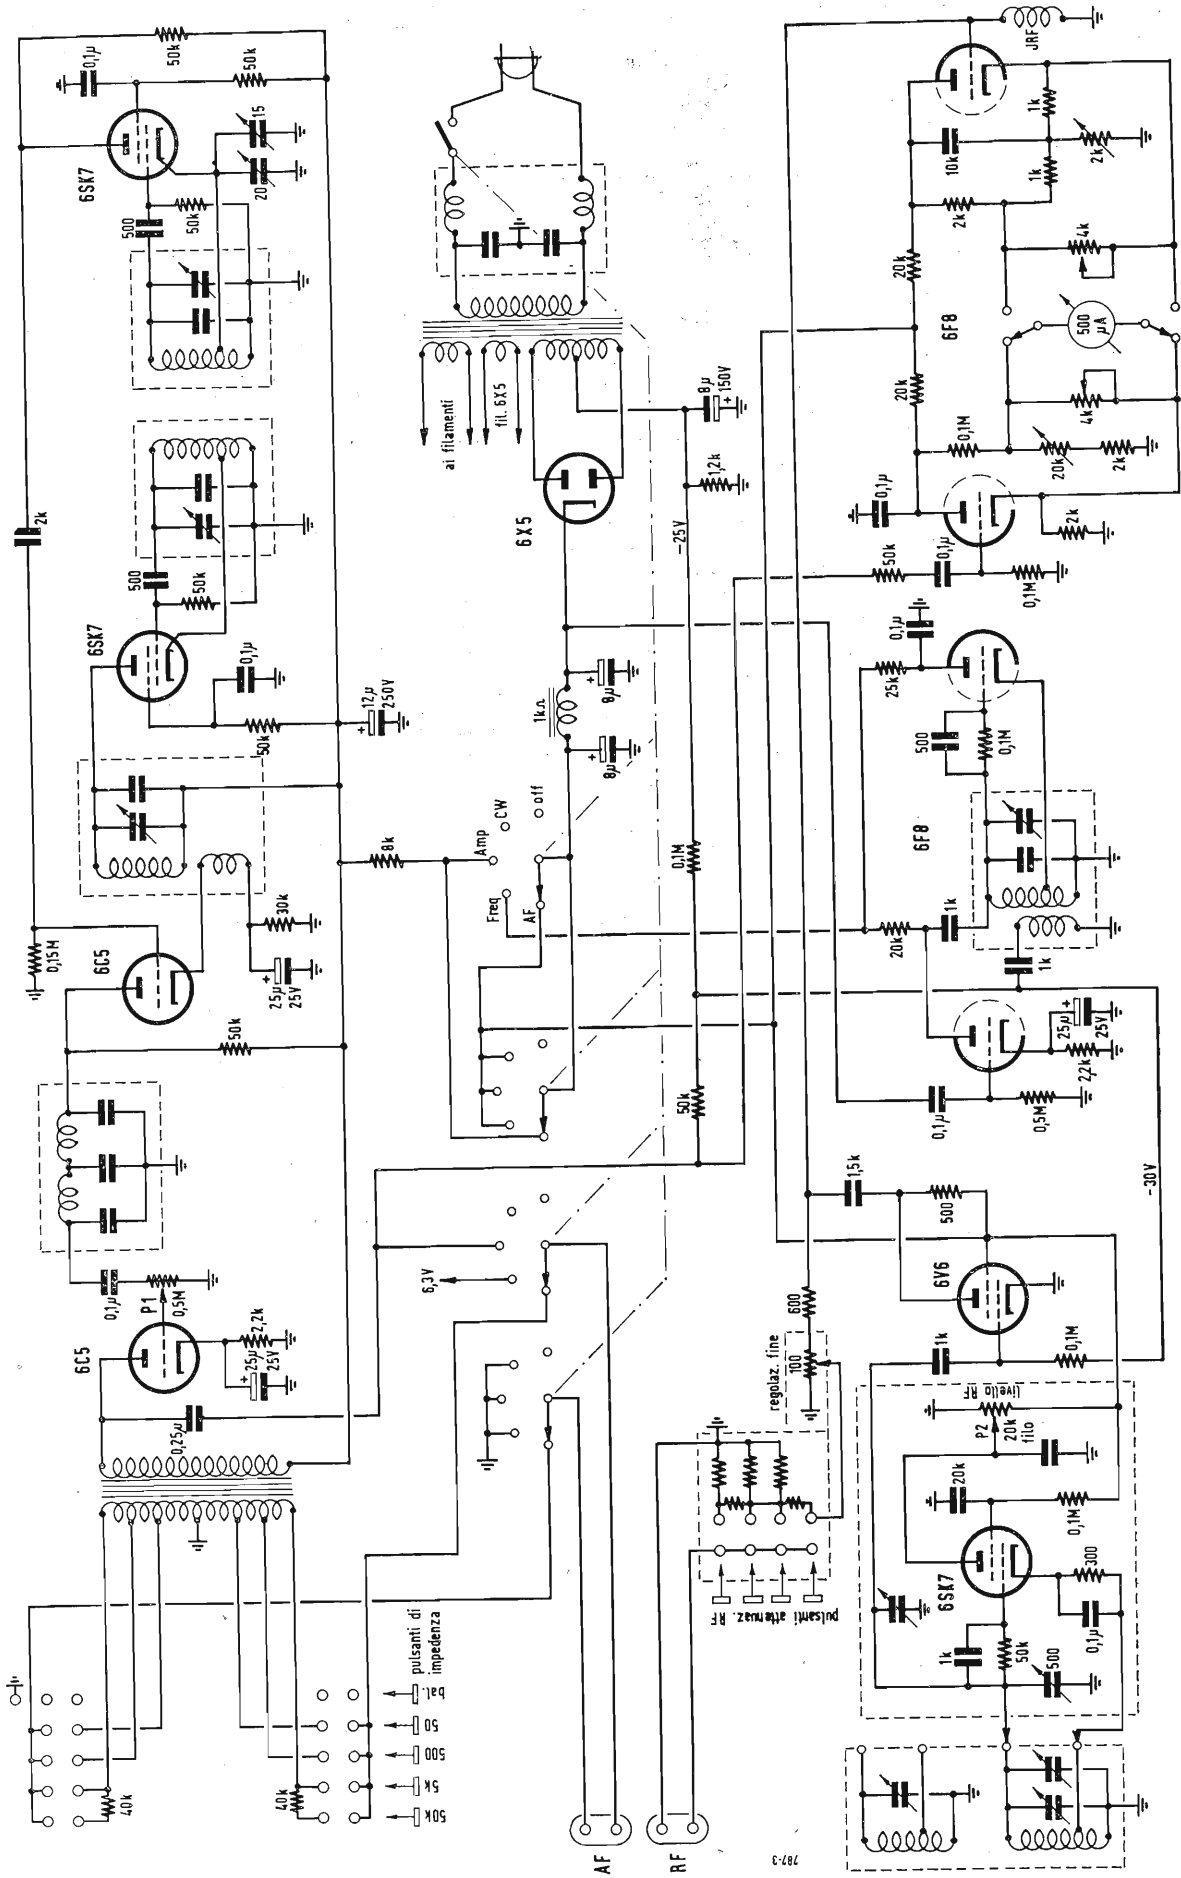 50k
0,1µ
50k
15
20
6SK7
500
50k
2k
500
50k
6SK7
0,1µ
50k
12µ
250V
+
0,15M
6C5
30k
25µ
25V
+
50k
0,1µ
P1
0,5M
6C5
2,2k
25µ
25V
+
0,25µ
40k
40k
pulsanti di
impedenza
bal.
50
500
5k
50k
AF
RF
787-3
ai filamenti
fil. 6X5
6X5
8µ
+ 150V
1,2k
-25V
1kΩ
8µ
+
8µ
+
8k
Amp
CW
off
Freq
AF
0,1M
50k
6,3V
600
100
regolaz. fine
pulsanti attenuaz. RF
JRF
1k
10k
1k
2k
2k
20k
4k
6F8
500
µA
20k
4k
0,1M
20k
2k
0,1µ
2k
50k
0,1µ
0,1M
0,1µ
25k
500
0,1M
6F8
20k
1k
1k
25µ
25V
+
2,2k
0,1µ
0,5M
-30V
1,5k
500
6V6
1k
0,1M
livello RF
P2
20k
filo
20k
0,1M
6SK7
300
0,1µ
1k
50k
500